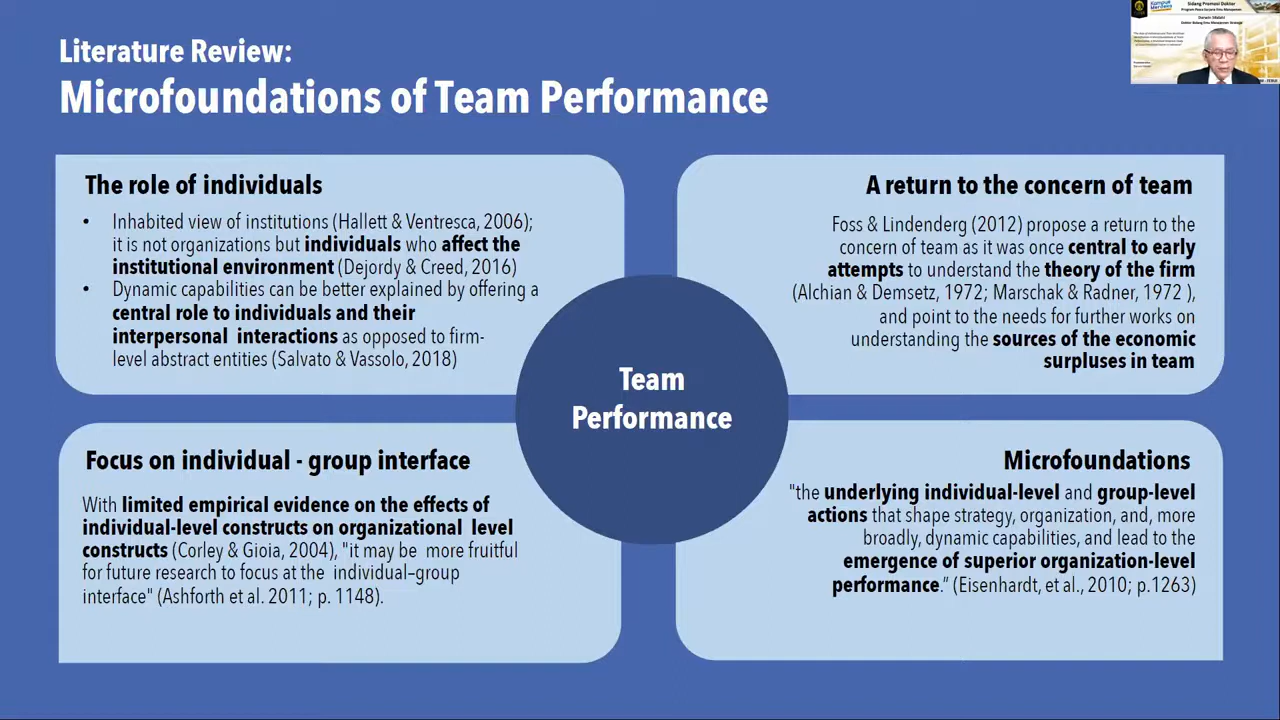 Literature Review:
Microfoundations of Team Performance
Sidang Promosi Doktor
The role of individuals
• Inhabited view of institutions (Hallett & Ventresca, 2006);
it is not organizations but individuals who affect the
institutional environment (Dejordy & Creed, 2016)
• Dynamic capabilities can be better explained by offering a
central role to individuals and their
interpersonal interactions as opposed to firm-
level abstract entities (Salvato & Vassolo, 2018)
A return to the concern of team
Foss & Lindenderg (2012) propose a return to the
concern of team as it was once central to early
attempts to understand the theory of the firm
(Alchian & Demsetz, 1972; Marschak & Radner, 1972 ),
and point to the needs for further works on
understanding the sources of the economic
surpluses in team
Team
Performance
Focus on individual - group interface
With limited empirical evidence on the effects of
individual-level constructs on organizational level
constructs (Corley & Gioia, 2004), "it may be more fruitful
for future research to focus at the individual–group
interface" (Ashforth et al. 2011; p. 1148).
Microfoundations
"the underlying individual-level and group-level
actions that shape strategy, organization, and, more
broadly, dynamic capabilities, and lead to the
emergence of superior organization-level
performance." (Eisenhardt, et al., 2010; p.1263)